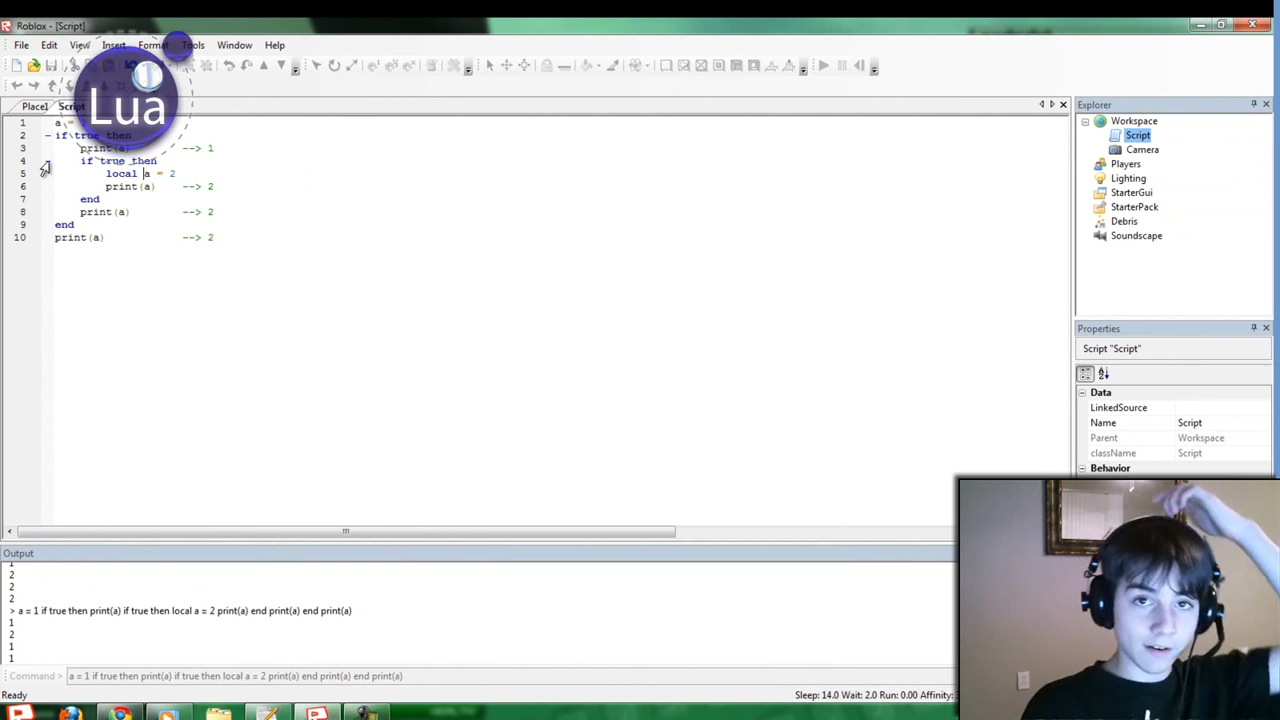 Roblox - [Script]
File Edit View Insert Format Tools Window Help
Lua
Place1 Script
1 a =
2 if true then
3 print(a) --> 1
4 if true then
5 local a = 2
6 print(a) --> 2
7 end
8 print(a) --> 2
9 end
10 print(a) --> 2
Explorer
Workspace
Script
Camera
Players
Lighting
StarterGui
StarterPack
Debris
Soundscape
Properties
Script "Script"
Data
LinkedSource
Name Script
Parent Workspace
className Script
Behavior
Output
1
2
2
2
> a = 1 if true then print(a) if true then local a = 2 print(a) end print(a) end print(a)
1
2
1
1
Command > a = 1 if true then print(a) if true then local a = 2 print(a) end print(a) end print(a)
Ready Sleep: 14.0 Wait: 2.0 Run: 0.00 Affinity: